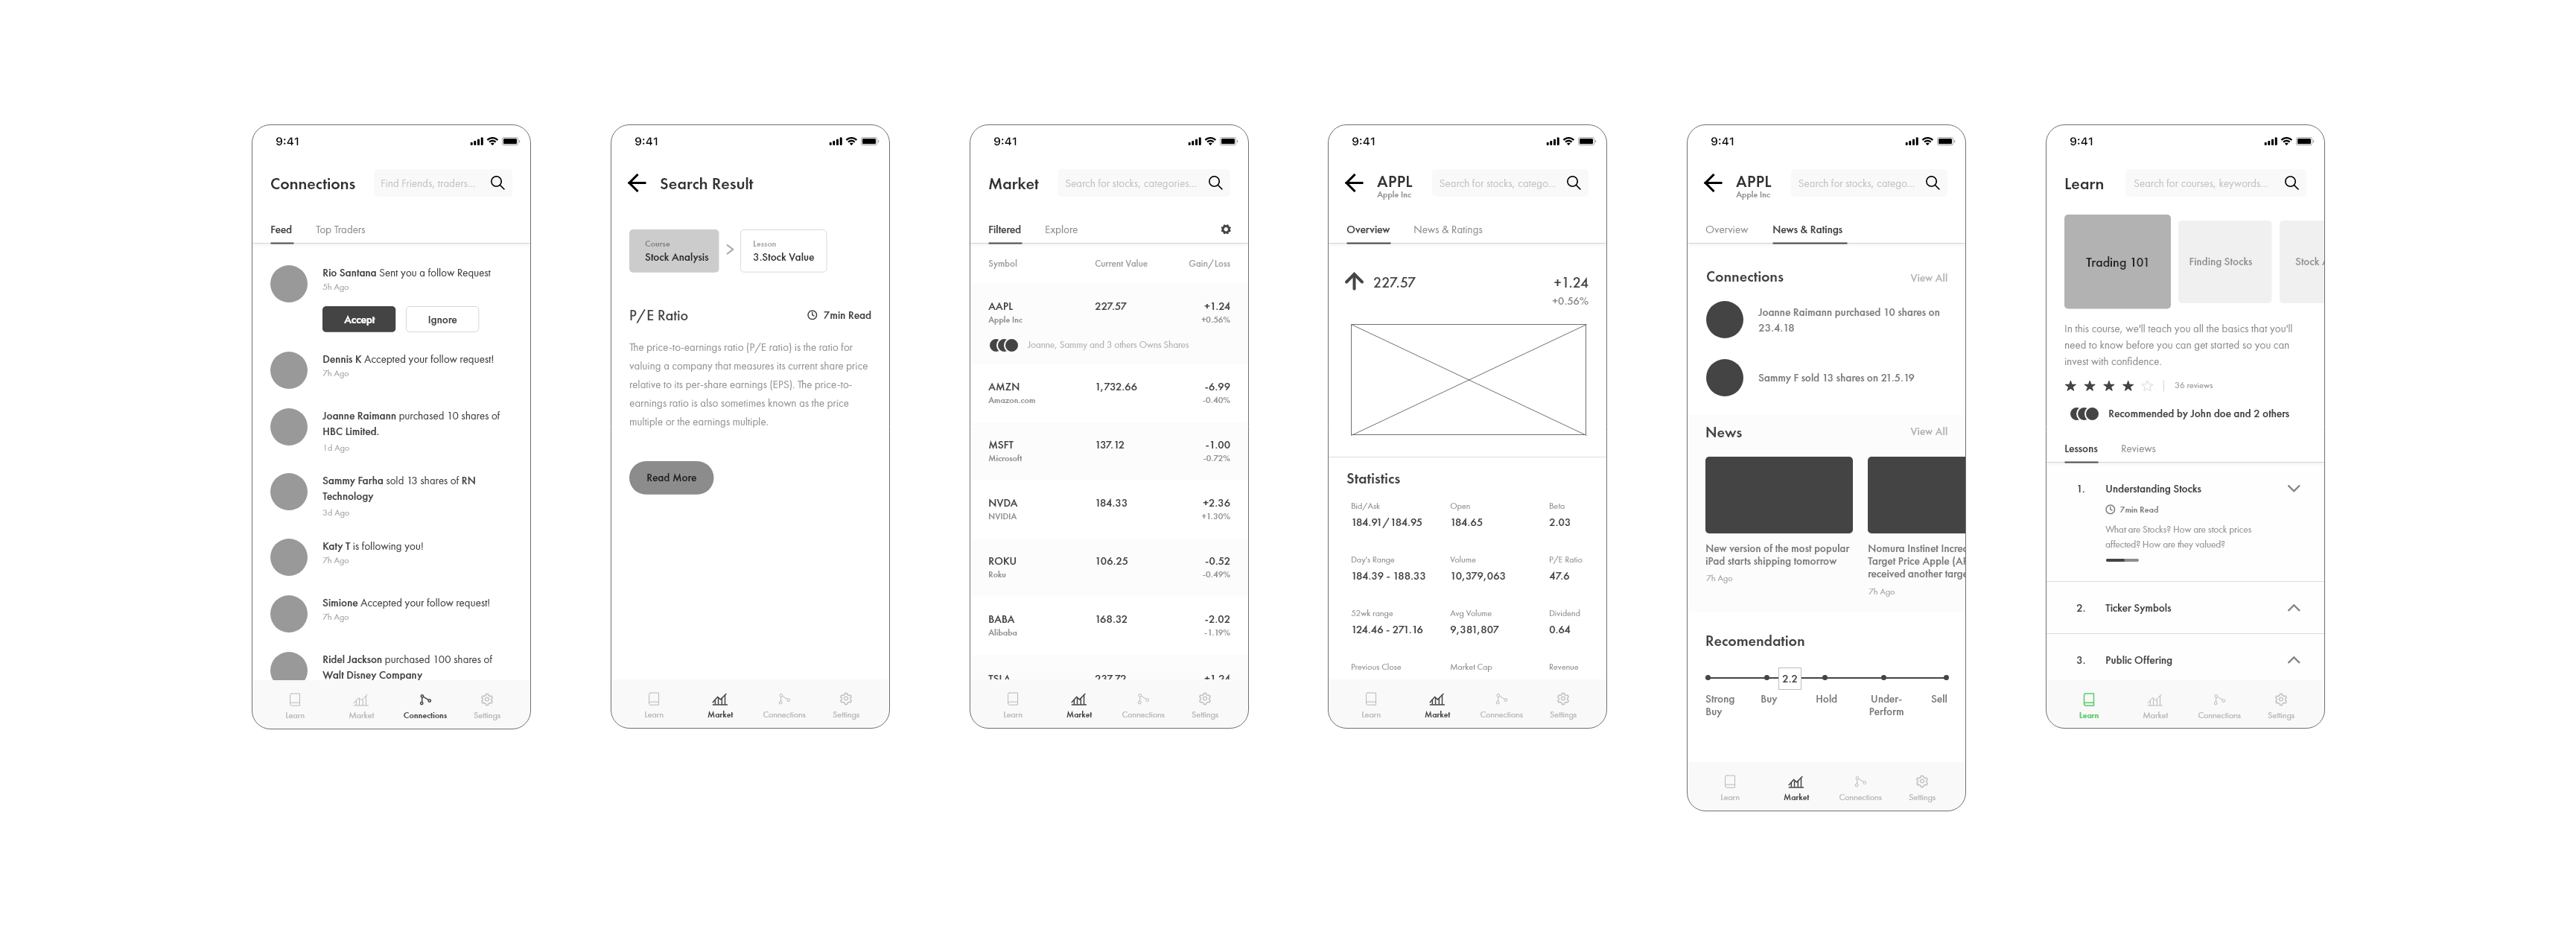 9:41
Connections
Find Friends, traders...
Feed Top Traders
Rio Santana Sent you a follow Request
5h Ago
Accept Ignore
Dennis K Accepted your follow request!
7h Ago
Joanne Raimann purchased 10 shares of
HBC Limited.
1d Ago
Sammy Farha sold 13 shares of RN
Technology
3d Ago
Katy T is following you!
7h Ago
Simione Accepted your follow request!
7h Ago
Ridel Jackson purchased 100 shares of
Walt Disney Company
Learn Market Connections Settings
9:41
Search Result
Course
Stock Analysis
Lesson
3.Stock Value
P/E Ratio 7min Read
The price-to-earnings ratio (P/E ratio) is the ratio for
valuing a company that measures its current share price
relative to its per-share earnings (EPS). The price-to-
earnings ratio is also sometimes known as the price
multiple or the earnings multiple.
Read More
Learn Market Connections Settings
9:41
Market
Search for stocks, categories...
Filtered Explore
Symbol Current Value Gain/Loss
AAPL 227.57 +1.24
Apple Inc +0.56%
Joanne, Sammy and 3 others Owns Shares
AMZN 1,732.66 -6.99
Amazon.com -0.40%
MSFT 137.12 -1.00
Microsoft -0.72%
NVDA 184.33 +2.36
NVIDIA +1.30%
ROKU 106.25 -0.52
Roku -0.49%
BABA 168.32 -2.02
Alibaba -1.19%
TSLA 237.72 +1.24
Learn Market Connections Settings
9:41
APPL
Apple Inc
Search for stocks, catego...
Overview News & Ratings
227.57 +1.24
+0.56%
Statistics
Bid/Ask Open Beta
184.91/184.95 184.65 2.03
Day's Range Volume P/E Ratio
184.39 - 188.33 10,379,063 47.6
52wk range Avg Volume Dividend
124.46 - 271.16 9,381,807 0.64
Previous Close Market Cap Revenue
Learn Market Connections Settings
9:41
APPL
Apple Inc
Search for stocks, catego...
Overview News & Ratings
Connections View All
Joanne Raimann purchased 10 shares on
23.4.18
Sammy F sold 13 shares on 21.5.19
News View All
New version of the most popular
iPad starts shipping tomorrow
7h Ago
Nomura Instinet Increa
Target Price Apple (AP
received another targe
7h Ago
Recomendation
2.2
Strong Buy Hold Under- Sell
Buy Perform
Learn Market Connections Settings
9:41
Learn
Search for courses, keywords...
Trading 101 Finding Stocks Stock A
In this course, we'll teach you all the basics that you'll
need to know before you can get started so you can
invest with confidence.
36 reviews
Recommended by John doe and 2 others
Lessons Reviews
1. Understanding Stocks
7min Read
What are Stocks? How are stock prices
affected? How are they valued?
2. Ticker Symbols
3. Public Offering
Learn Market Connections Settings